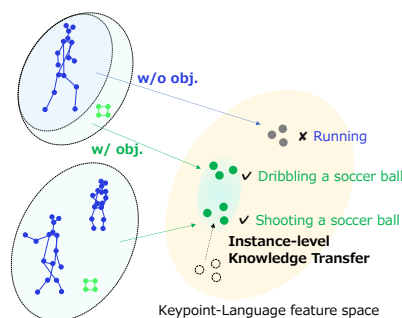 w/o obj.
✘ Running
w/ obj.
✔ Dribbling a soccer ball
✔ Shooting a soccer ball
Instance-level
Knowledge Transfer
Keypoint-Language feature space